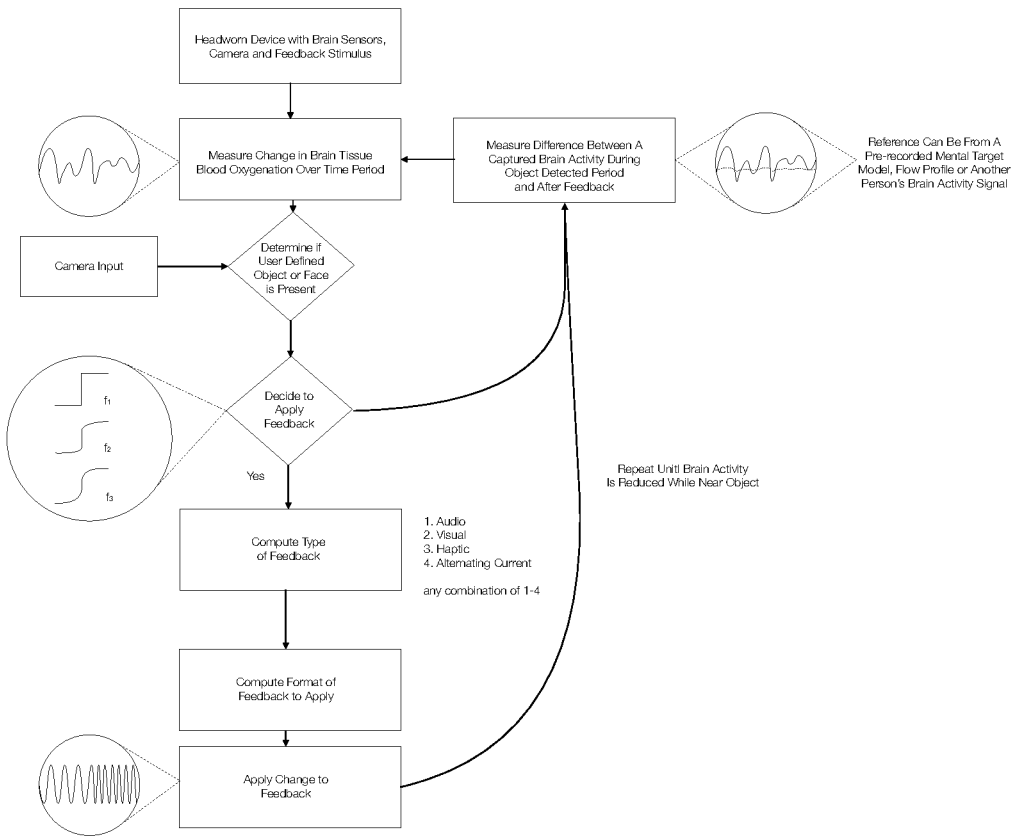 Headworn Device with Brain Sensors,
Camera and Feedback Stimulus
Measure Change in Brain Tissue
Blood Oxygenation Over Time Period
Measure Difference Between A
Captured Brain Activity During
Object Detected Period
and After Feedback
Reference Can Be From A
Pre-recorded Mental Target
Model, Flow Profile or Another
Person's Brain Activity Signal
Camera Input
Determine if
User Defined
Object or Face
is Present
f1
f2
f3
Decide to
Apply
Feedback
Yes
Repeat Unitl Brain Activity
Is Reduced While Near Object
Compute Type
of Feedback
1. Audio
2. Visual
3. Haptic
4. Alternating Current
any combination of 1-4
Compute Format of
Feedback to Apply
Apply Change to
Feedback